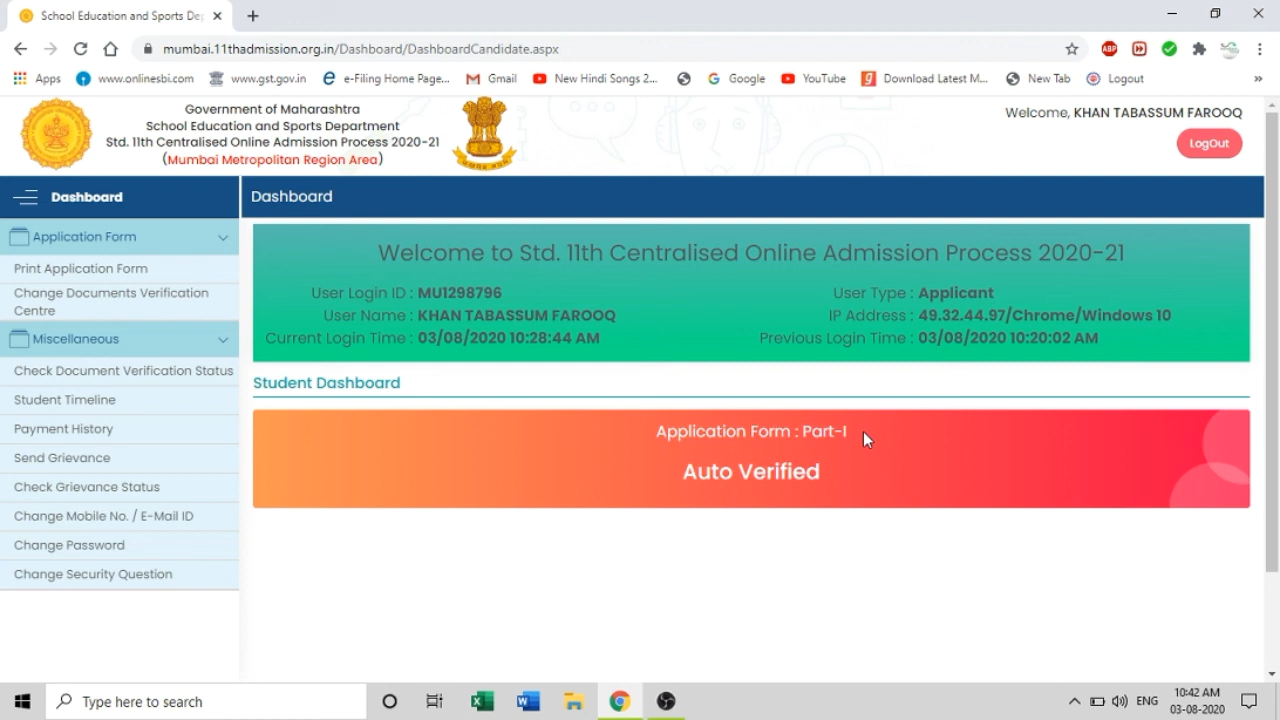 School Education and Sports De
mumbai.11thadmission.org.in/Dashboard/DashboardCandidate.aspx
ABP
Apps www.onlinesbi.com www.gst.gov.in e-Filing Home Page... Gmail New Hindi Songs 2... Google YouTube Download Latest M... New Tab Logout
Government of Maharashtra
School Education and Sports Department
Std. 11th Centralised Online Admission Process 2020-21
(Mumbai Metropolitan Region Area)
Welcome, KHAN TABASSUM FAROOQ
LogOut
Dashboard
Application Form
Print Application Form
Change Documents Verification
Centre
Miscellaneous
Check Document Verification Status
Student Timeline
Payment History
Send Grievance
Check Grievance Status
Change Mobile No. / E-Mail ID
Change Password
Change Security Question
Dashboard
Welcome to Std. 11th Centralised Online Admission Process 2020-21
User Login ID : MU1298796 User Type : Applicant
User Name : KHAN TABASSUM FAROOQ IP Address : 49.32.44.97/Chrome/Windows 10
Current Login Time : 03/08/2020 10:28:44 AM Previous Login Time : 03/08/2020 10:20:02 AM
Student Dashboard
Application Form : Part-I
Auto Verified
Type here to search
ENG
10:42 AM
03-08-2020